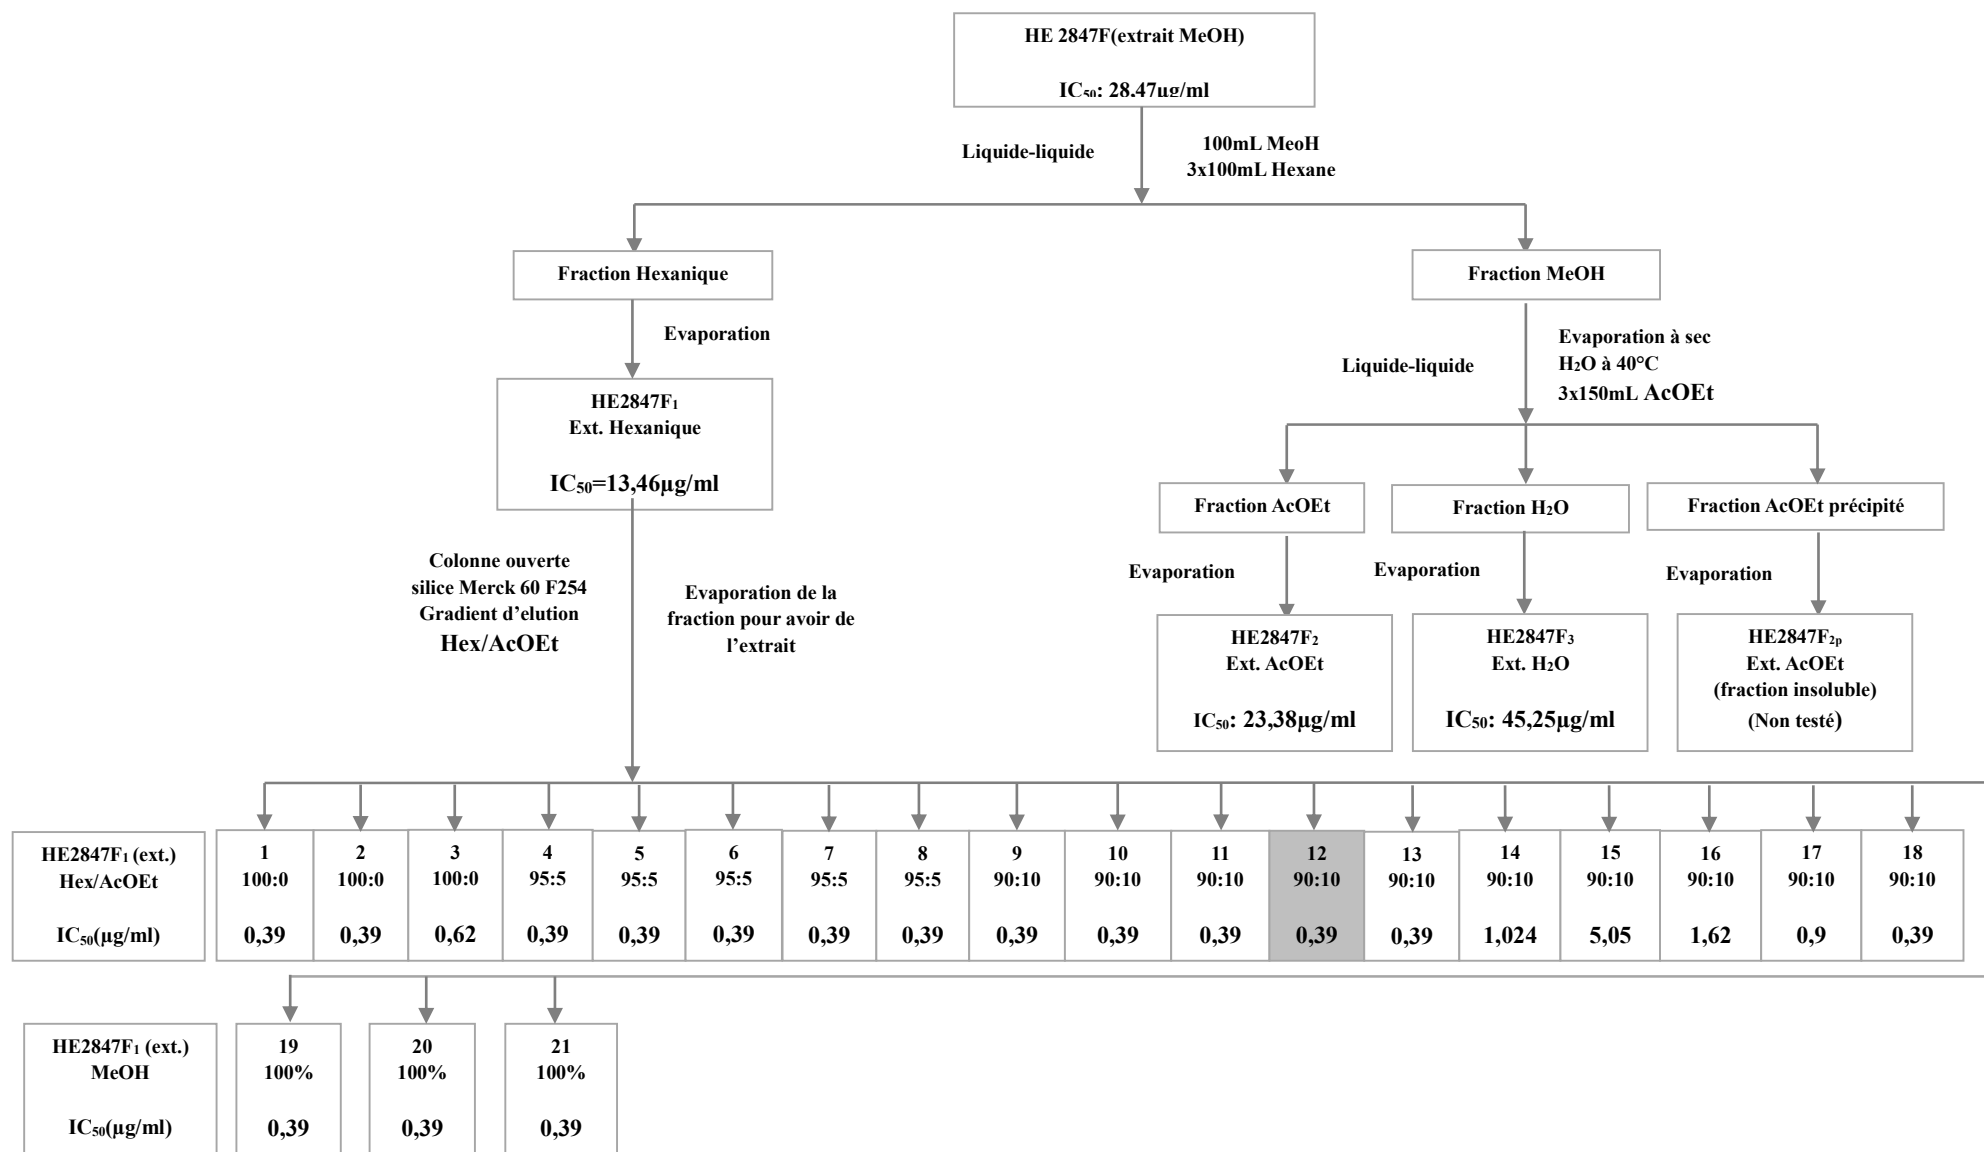 HE 2847F(extrait MeOH)
IC₅₀: 28,47µg/ml
Liquide-liquide
100mL MeoH
3x100mL Hexane
Fraction Hexanique
Fraction MeOH
Evaporation
Liquide-liquide
Evaporation à sec
H₂O à 40°C
3x150mL AcOEt
HE2847F₁
Ext. Hexanique
IC₅₀=13,46µg/ml
Fraction AcOEt
Fraction H₂O
Fraction AcOEt précipité
Colonne ouverte
silice Merck 60 F254
Gradient d’elution
Hex/AcOEt
Evaporation de la
fraction pour avoir de
l’extrait
Evaporation
Evaporation
Evaporation
HE2847F₂
Ext. AcOEt
IC₅₀: 23,38µg/ml
HE2847F₃
Ext. H₂O
IC₅₀: 45,25µg/ml
HE2847F₂ₚ
Ext. AcOEt
(fraction insoluble)
(Non testé)
HE2847F₁ (ext.) 1 2 3 4 5 6 7 8 9 10 11 12 13 14 15 16 17 18
Hex/AcOEt 100:0 100:0 100:0 95:5 95:5 95:5 95:5 95:5 90:10 90:10 90:10 90:10 90:10 90:10 90:10 90:10 90:10 90:10
IC₅₀(µg/ml) 0,39 0,39 0,62 0,39 0,39 0,39 0,39 0,39 0,39 0,39 0,39 0,39 0,39 1,024 5,05 1,62 0,9 0,39
HE2847F₁ (ext.) 19 20 21
MeOH 100% 100% 100%
IC₅₀(µg/ml) 0,39 0,39 0,39